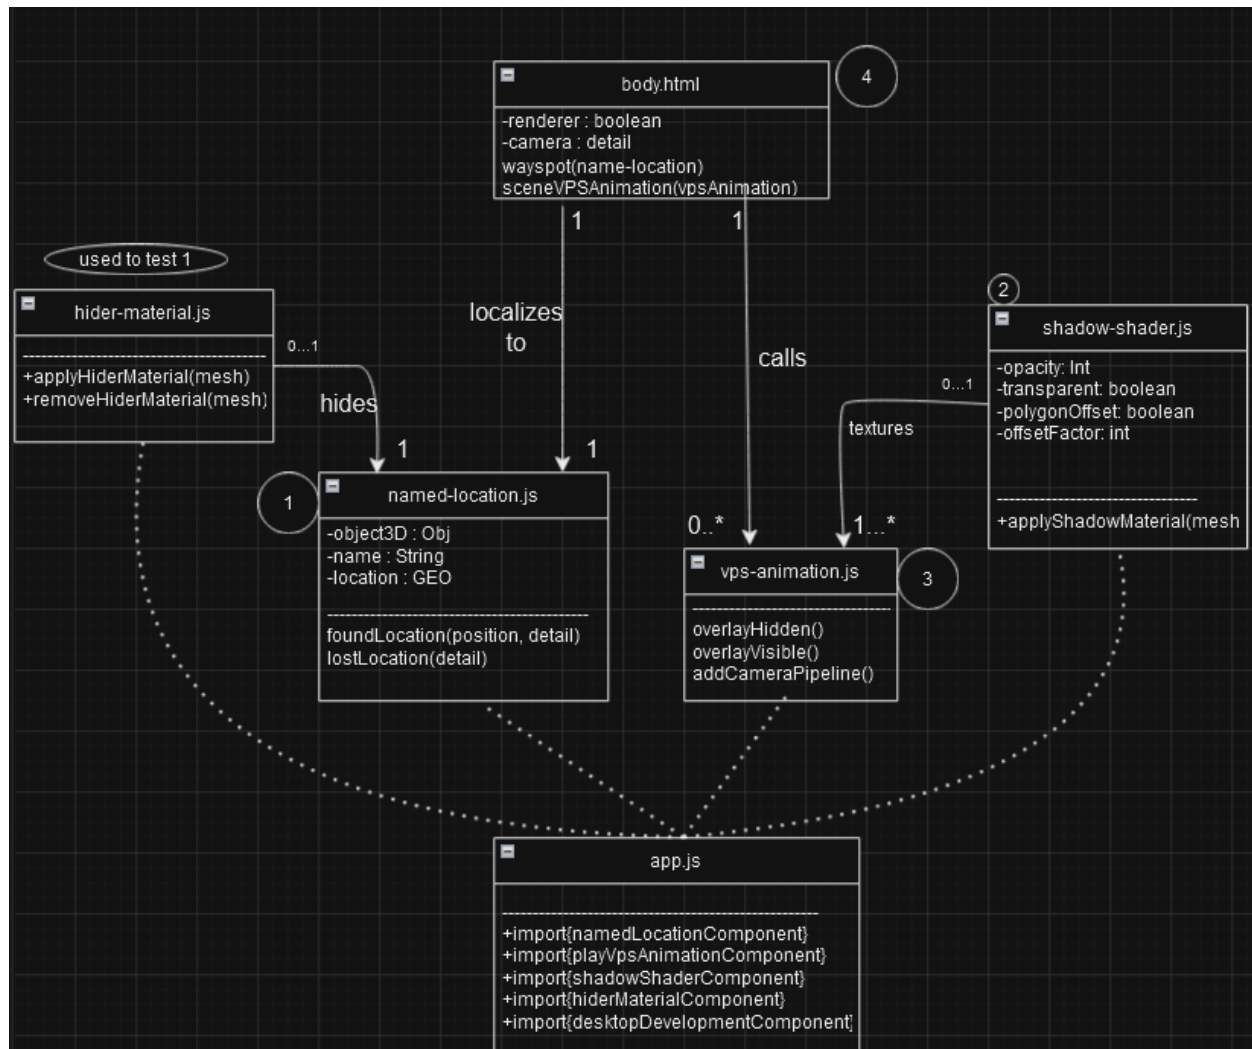 body.html
4
-renderer : boolean
-camera : detail
wayspot(name-location)
sceneVPSAnimation(vpsAnimation)
1
1
used to test 1
hider-material.js
+applyHiderMaterial(mesh)
+removeHiderMaterial(mesh)
0...1
hides
1
localizes
to
1
calls
2
shadow-shader.js
-opacity: Int
-transparent: boolean
-polygonOffset: boolean
-offsetFactor: int
+applyShadowMaterial(mesh
0...1
textures
0..*
1...*
1
named-location.js
-object3D : Obj
-name : String
-location : GEO
foundLocation(position, detail)
lostLocation(detail)
vps-animation.js
3
overlayHidden()
overlayVisible()
addCameraPipeline()
app.js
+import{namedLocationComponent}
+import{playVpsAnimationComponent}
+import{shadowShaderComponent}
+import{hiderMaterialComponent}
+import{desktopDevelopmentComponent}